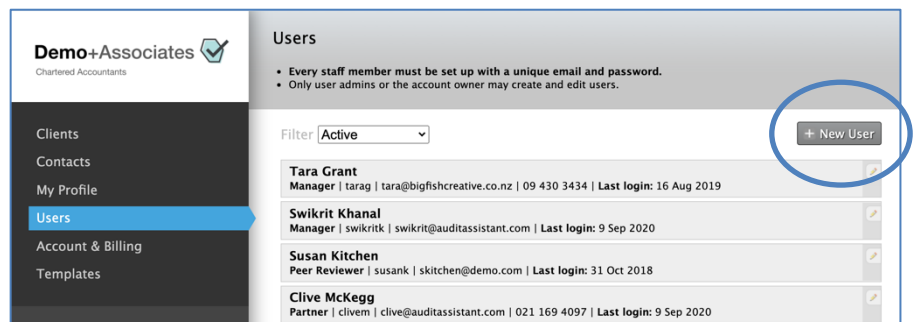 Demo+Associates
Chartered Accountants
Clients
Contacts
My Profile
Users
Account & Billing
Templates
Users
• Every staff member must be set up with a unique email and password.
• Only user admins or the account owner may create and edit users.
Filter Active
+ New User
Tara Grant
Manager | tarag | tara@bigfishcreative.co.nz | 09 430 3434 | Last login: 16 Aug 2019
Swikrit Khanal
Manager | swikritk | swikrit@auditassistant.com | Last login: 9 Sep 2020
Susan Kitchen
Peer Reviewer | susank | skitchen@demo.com | Last login: 31 Oct 2018
Clive McKegg
Partner | clivem | clive@auditassistant.com | 021 169 4097 | Last login: 9 Sep 2020